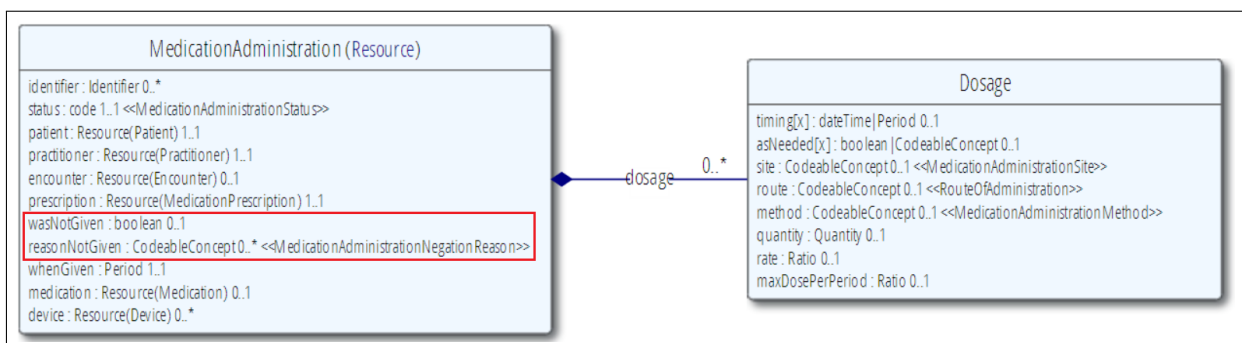 MedicationAdministration (Resource)
identifier : Identifier 0..*
status : code 1..1 <<MedicationAdministrationStatus>>
patient : Resource(Patient) 1..1
practitioner : Resource(Practitioner) 1..1
encounter : Resource(Encounter) 0..1
prescription : Resource(MedicationPrescription) 1..1
wasNotGiven : boolean 0..1
reasonNotGiven : CodeableConcept 0..* <<MedicationAdministrationNegationReason>>
whenGiven : Period 1..1
medication : Resource(Medication) 0..1
device : Resource(Device) 0..*
dosage
0..*
Dosage
timing[x] : dateTime|Period 0..1
asNeeded[x] : boolean|CodeableConcept 0..1
site : CodeableConcept 0..1 <<MedicationAdministrationSite>>
route : CodeableConcept 0..1 <<RouteOfAdministration>>
method : CodeableConcept 0..1 <<MedicationAdministrationMethod>>
quantity : Quantity 0..1
rate : Ratio 0..1
maxDosePerPeriod : Ratio 0..1